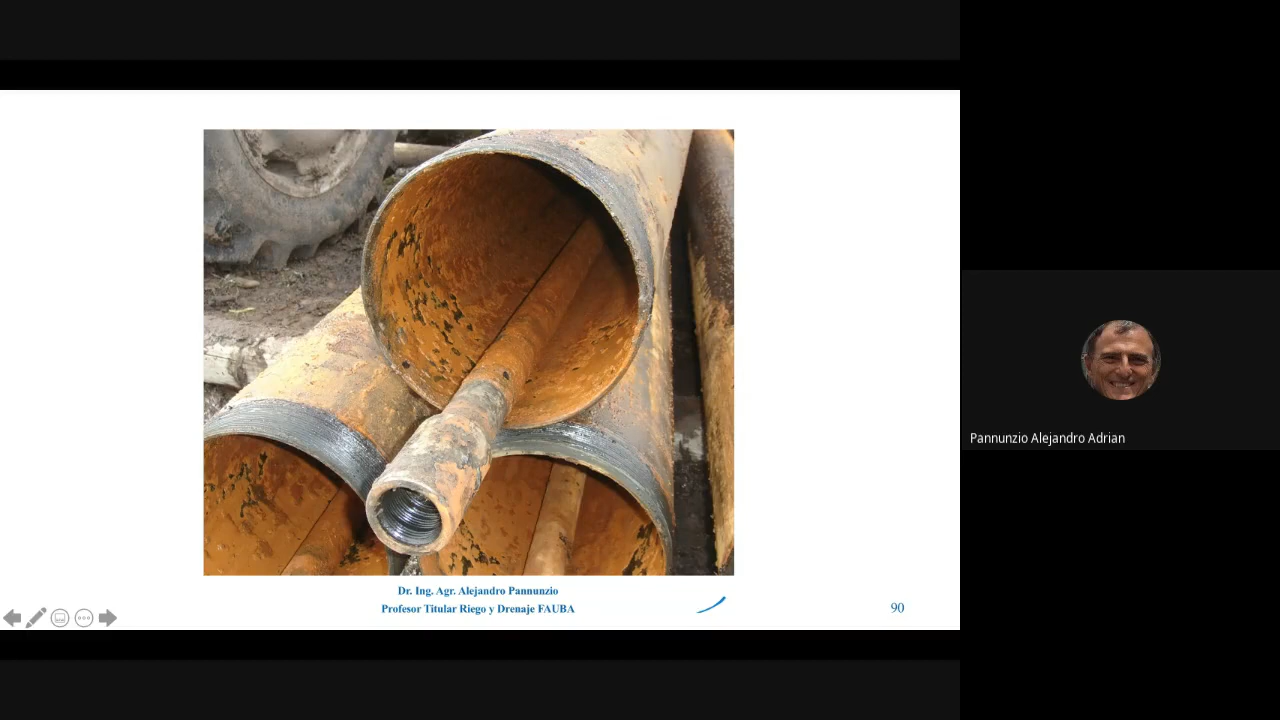 Dr. Ing. Agr. Alejandro Pannunzio
Profesor Titular Riego y Drenaje FAUBA
90
Pannunzio Alejandro Adrian